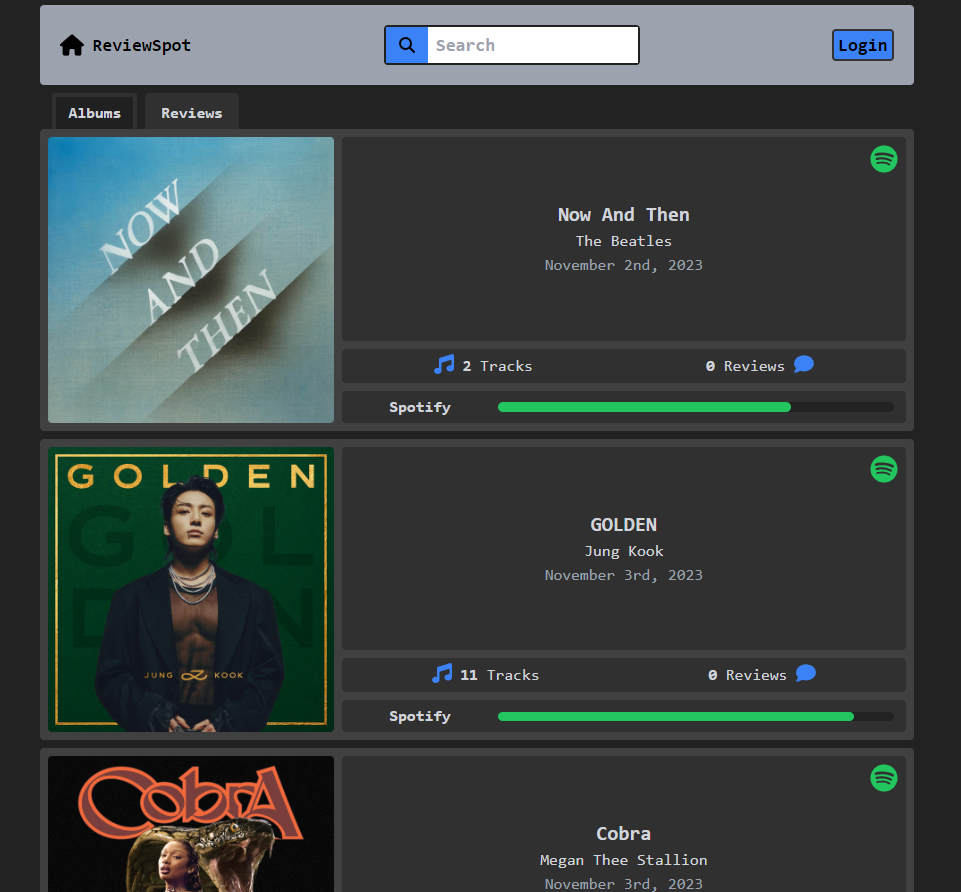 ReviewSpot
Search
Login
Albums
Reviews
NOW
AND
THEN
Now And Then
The Beatles
November 2nd, 2023
2 Tracks
0 Reviews
Spotify
GOLDEN
GOLDEN
JUNG KOOK
GOLDEN
Jung Kook
November 3rd, 2023
11 Tracks
0 Reviews
Spotify
CobrA
Cobra
Megan Thee Stallion
November 3rd, 2023